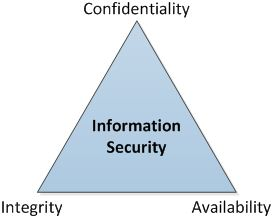 Confidentiality
Information
Security
Integrity
Availability